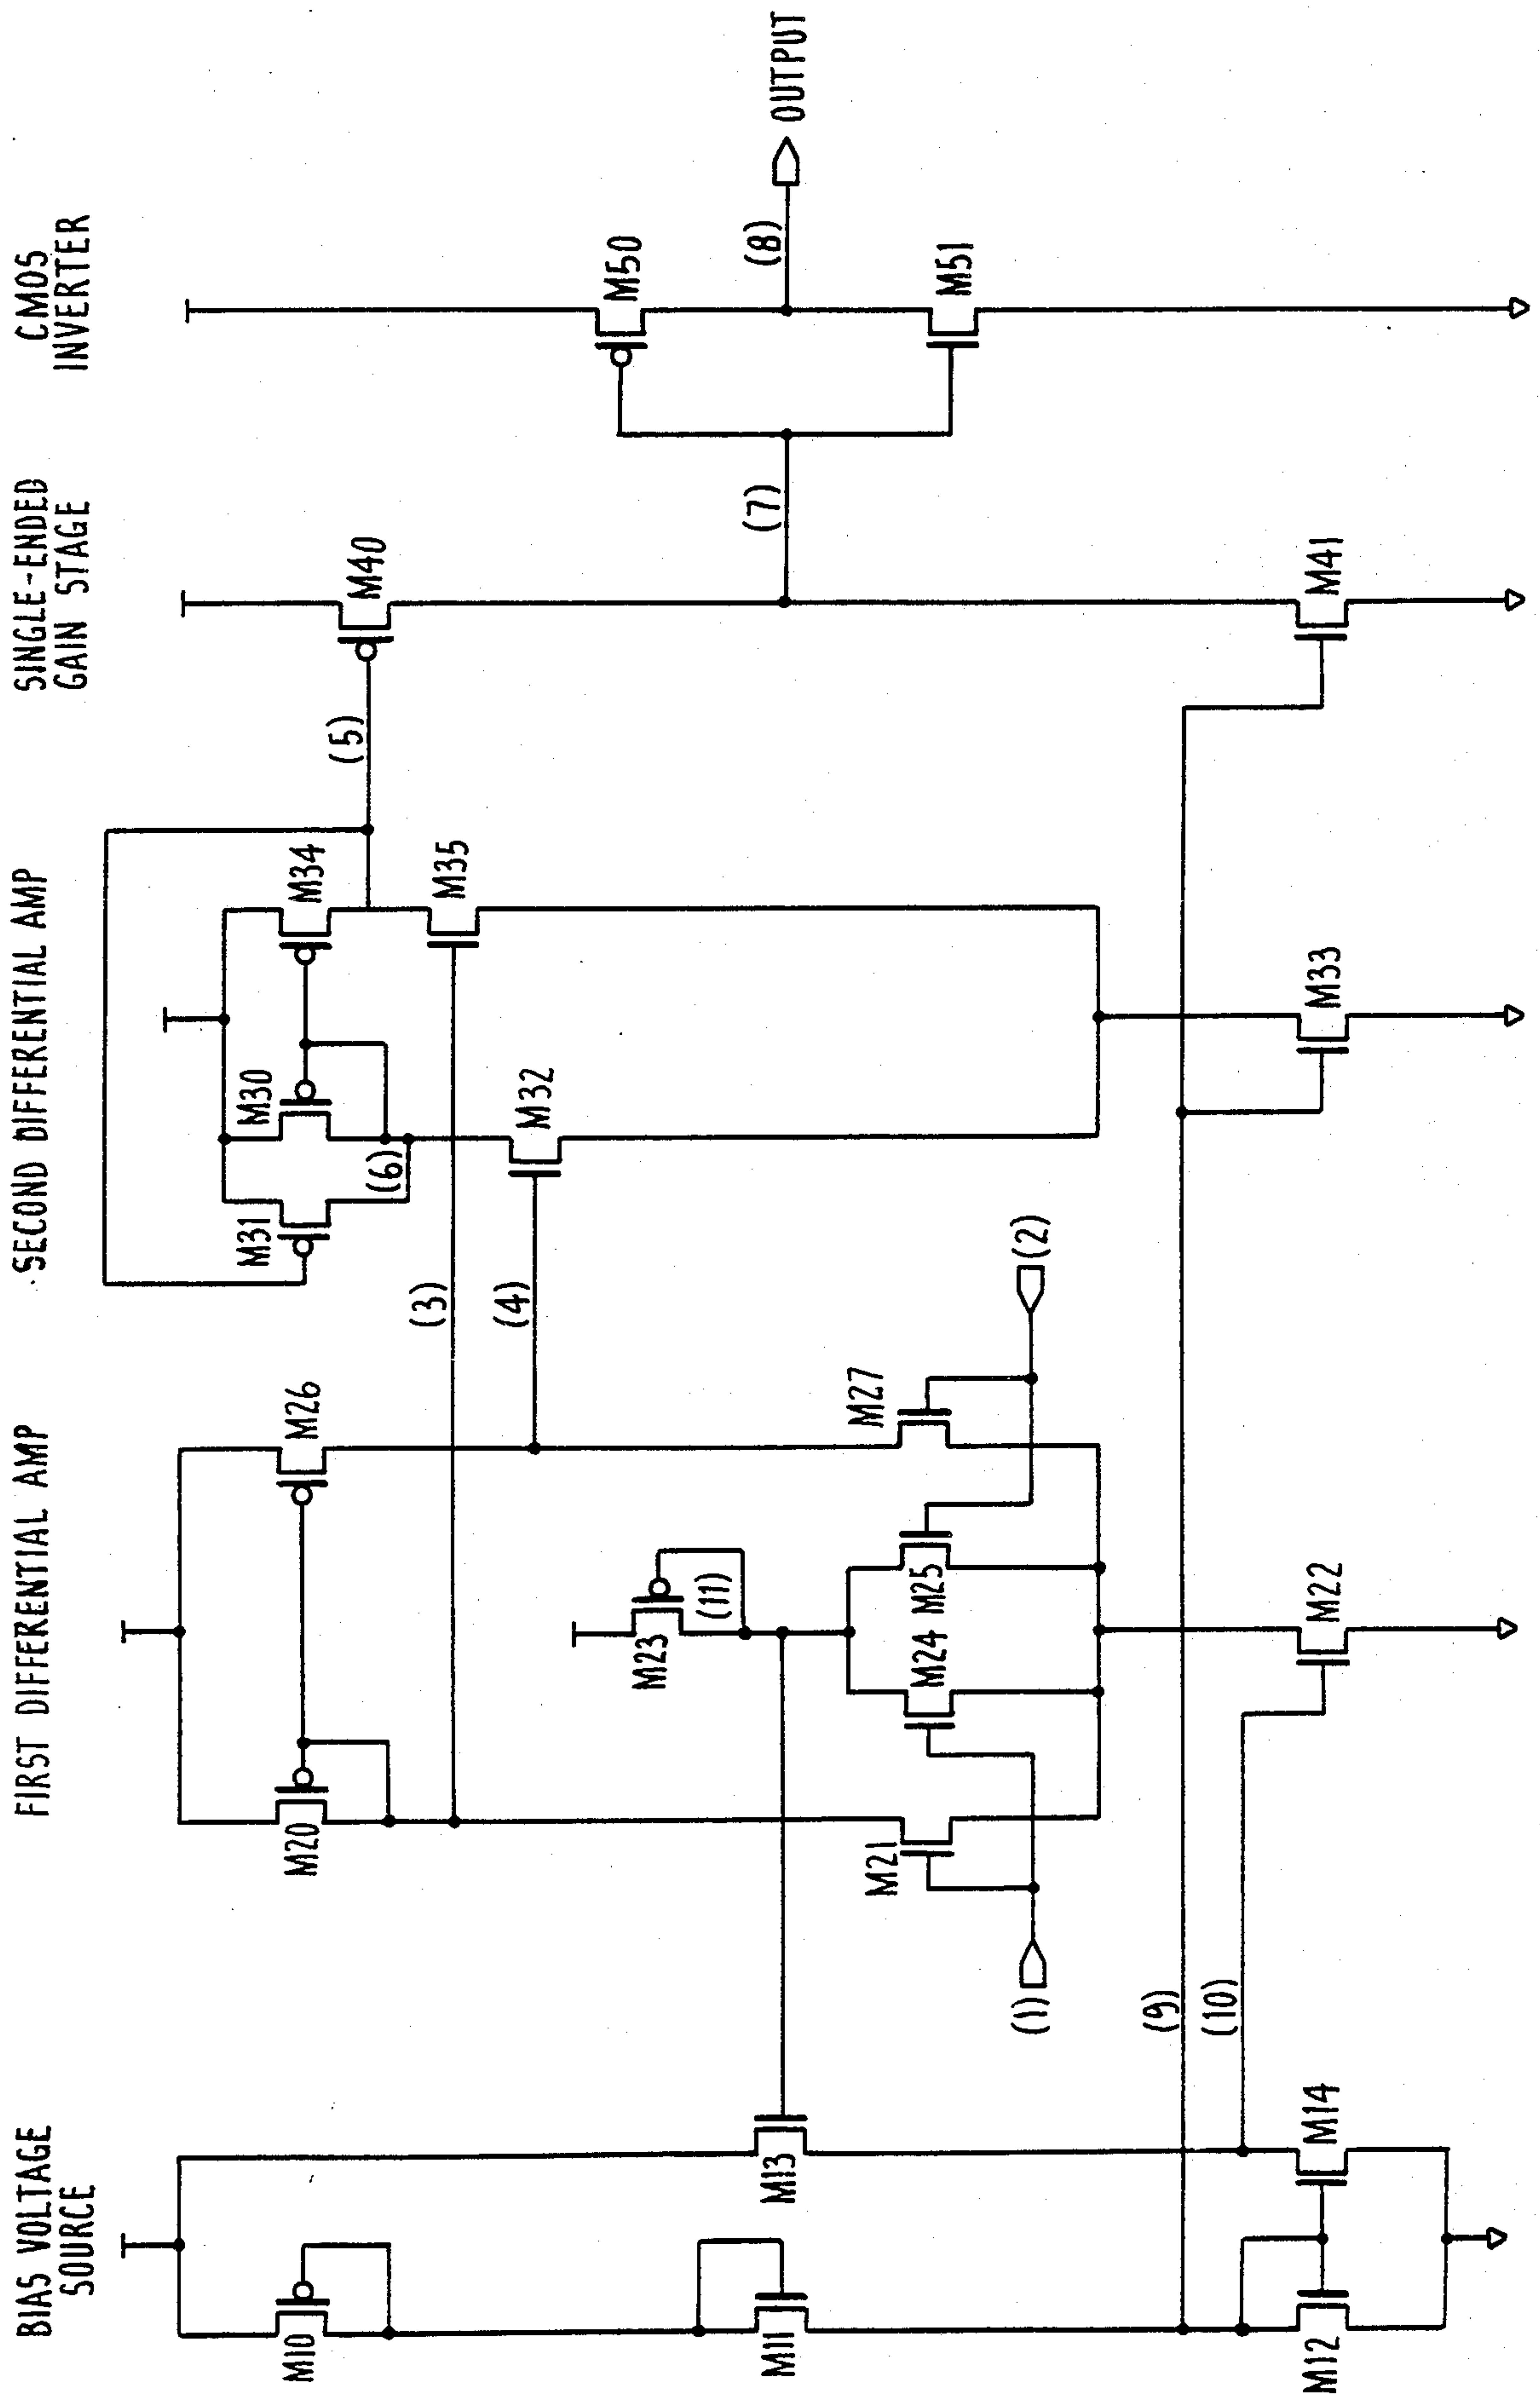 BIAS VOLTAGE
SOURCE
FIRST DIFFERENTIAL AMP
SECOND DIFFERENTIAL AMP
SINGLE-ENDED
GAIN STAGE
CMOS
INVERTER
M10
M11
M12
M13
M14
(9)
(10)
(1)
M20
M21
M23
(11)
M24
M25
M26
M27
M22
(2)
(3)
(4)
M31
M30
(6)
M32
M34
M35
M33
(5)
M40
M41
(7)
M50
M51
(8)
OUTPUT